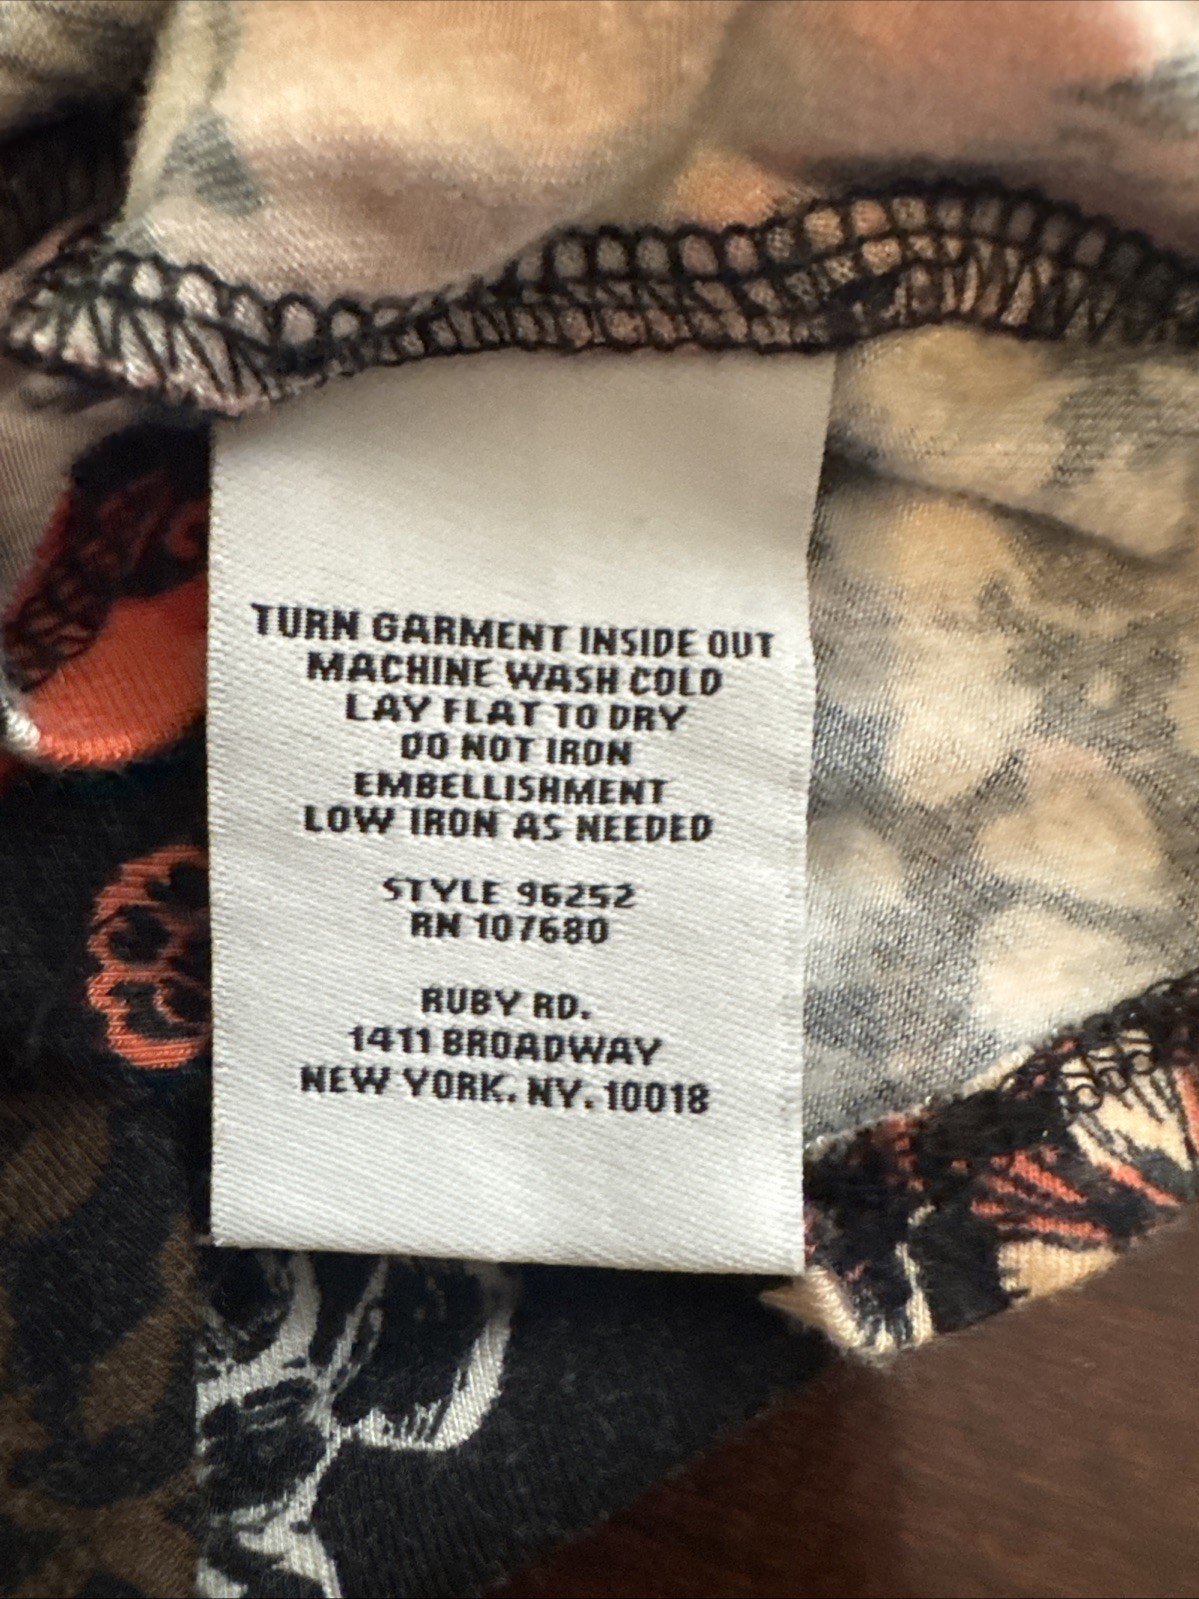 TURN GARMENT INSIDE OUT
MACHINE WASH COLD
LAY FLAT TO DRY
DO NOT IRON
EMBELLISHMENT
LOW IRON AS NEEDED
STYLE 96252
RN 107680
RUBY RD.
1411 BROADWAY
NEW YORK. NY. 10018